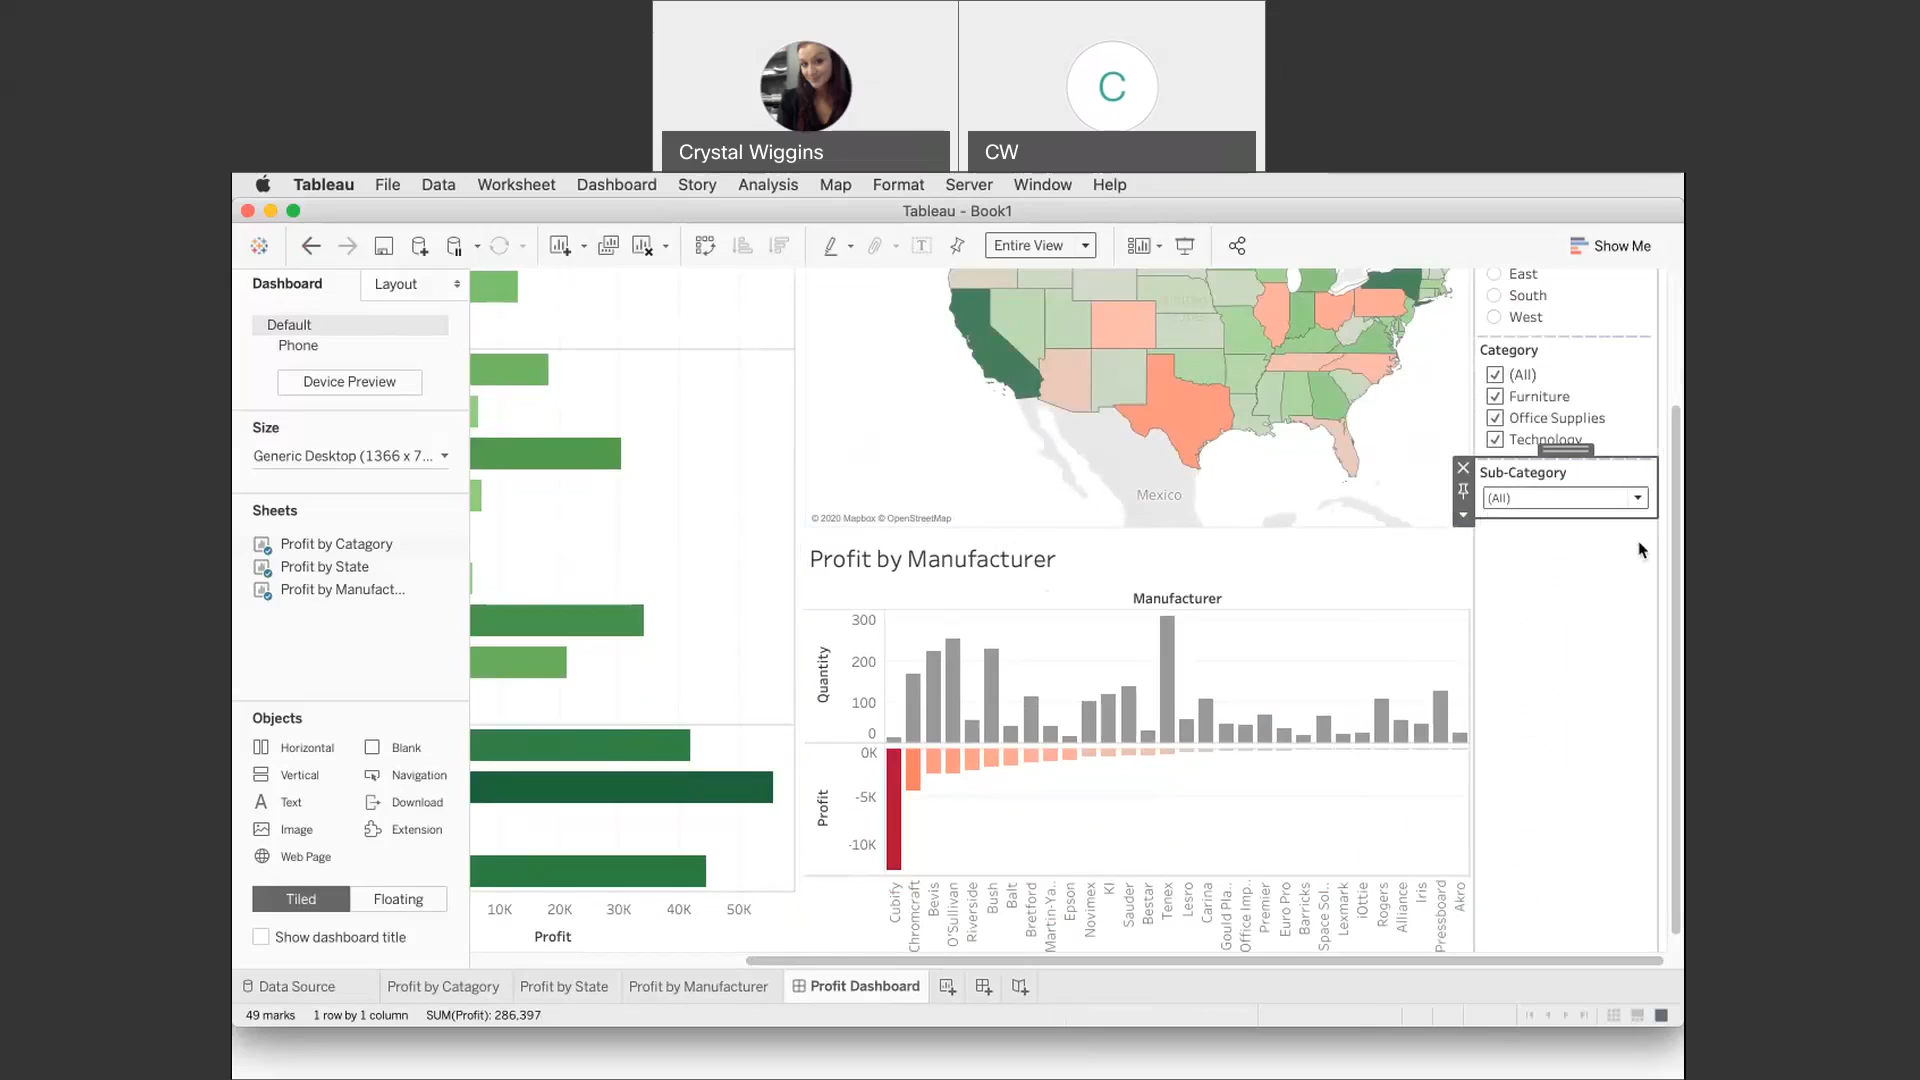 C
Crystal Wiggins
CW
Tableau File Data Worksheet Dashboard Story Analysis Map Format Server Window Help
Tableau - Book1
Entire View
Show Me
Dashboard
Layout
Default
Phone
Device Preview
Size
Generic Desktop (1366 x 7...
Sheets
Profit by Catagory
Profit by State
Profit by Manufact...
Objects
Horizontal
Blank
Vertical
Navigation
Text
Download
Image
Extension
Web Page
Tiled
Floating
Show dashboard title
10K 20K 30K 40K 50K
Profit
Mexico
© 2020 Mapbox © OpenStreetMap
East
South
West
Category
(All)
Furniture
Office Supplies
Technology
Sub-Category
(All)
Profit by Manufacturer
Manufacturer
Quantity
300
200
100
0
Profit
0K
-5K
-10K
Cubify
Chromcraft
Bevis
O'Sullivan
Riverside
Bush
Balt
Bretford
Martin-Ya..
Epson
Novimex
KI
Sauder
Bestar
Tenex
Lesro
Carina
Gould Pla..
Office Imp..
Premier
Euro Pro
Barricks
Space Sol..
Lexmark
iOttie
Rogers
Alliance
Iris
Pressboard
Akro
Data Source
Profit by Catagory
Profit by State
Profit by Manufacturer
Profit Dashboard
49 marks
1 row by 1 column
SUM(Profit): 286,397